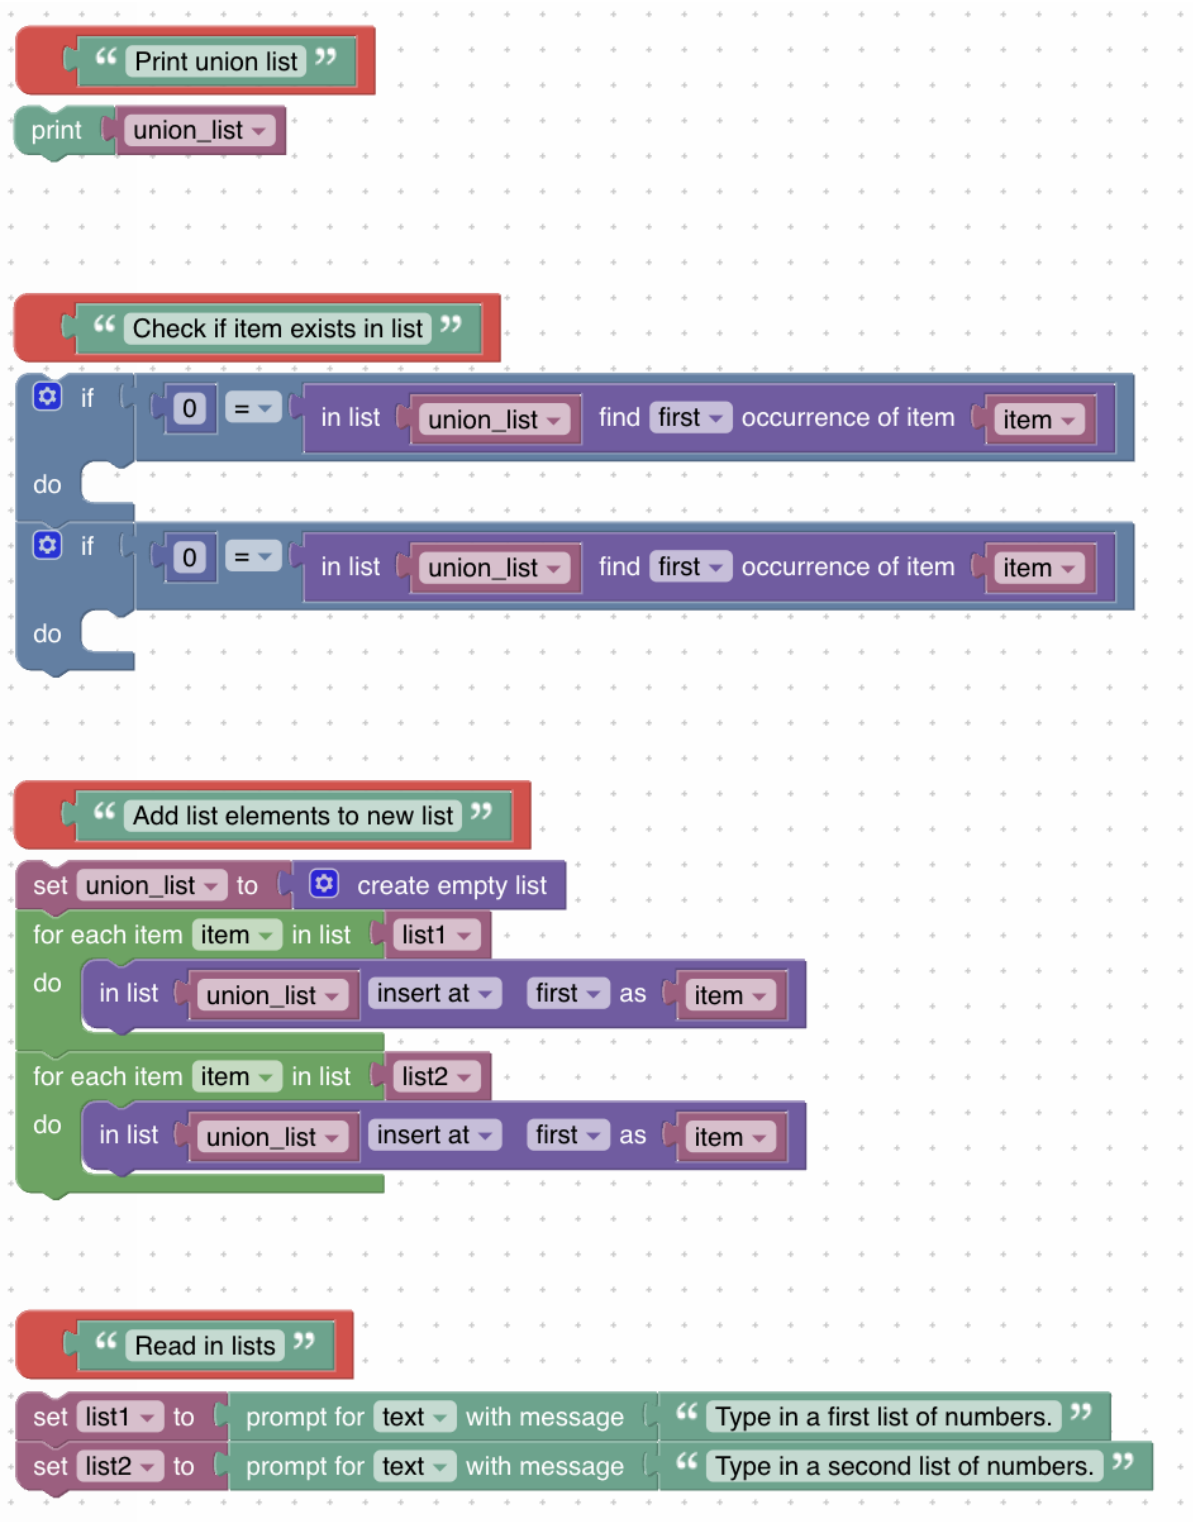 “ Print union list ”
print union_list
“ Check if item exists in list ”
if 0 = in list union_list find first occurrence of item item
do
if 0 = in list union_list find first occurrence of item item
do
“ Add list elements to new list ”
set union_list to create empty list
for each item item in list list1
do in list union_list insert at first as item
for each item item in list list2
do in list union_list insert at first as item
“ Read in lists ”
set list1 to prompt for text with message “ Type in a first list of numbers. ”
set list2 to prompt for text with message “ Type in a second list of numbers. ”